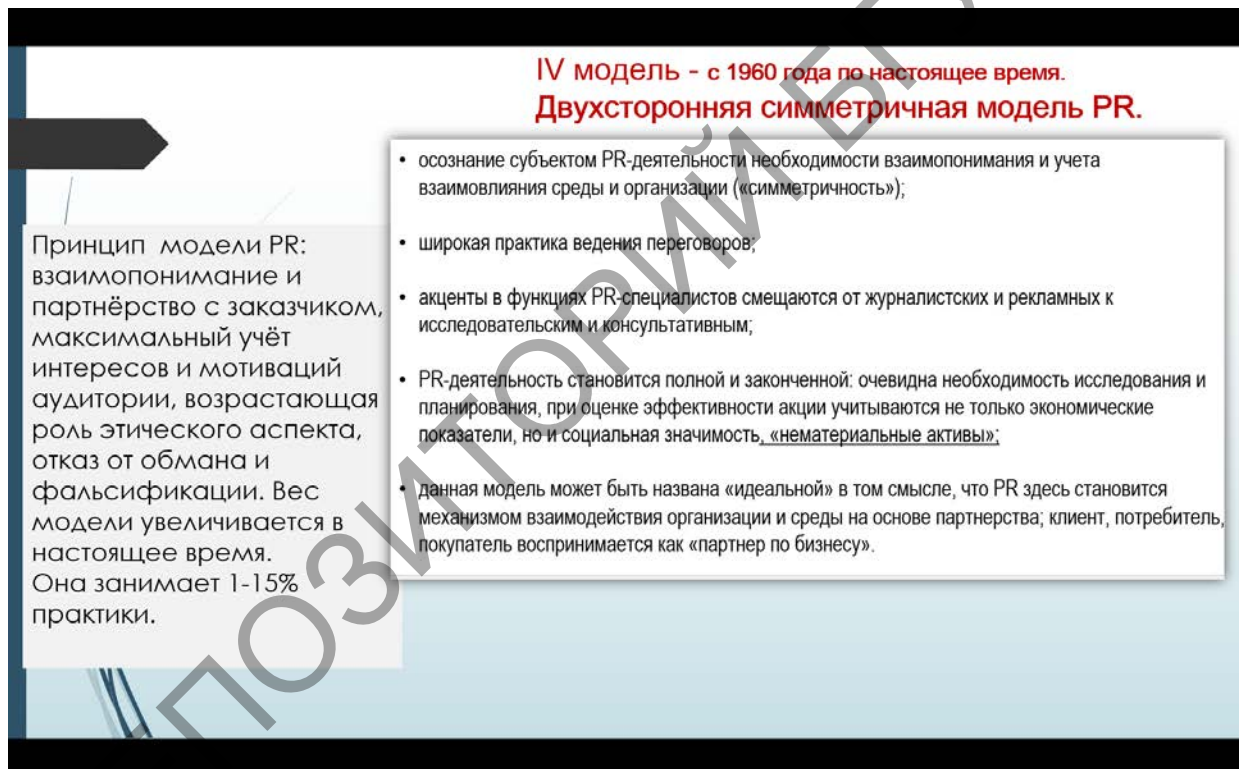 IV модель - с 1960 года по настоящее время.
Двухсторонняя симметричная модель PR.
Принцип модели PR:
взаимопонимание и
партнёрство с заказчиком,
максимальный учёт
интересов и мотиваций
аудитории, возрастающая
роль этического аспекта,
отказ от обмана и
фальсификации. Вес
модели увеличивается в
настоящее время.
Она занимает 1-15%
практики.
• осознание субъектом PR-деятельности необходимости взаимопонимания и учета
взаимовлияния среды и организации («симметричность»);
• широкая практика ведения переговоров;
• акценты в функциях PR-специалистов смещаются от журналистских и рекламных к
исследовательским и консультативным;
• PR-деятельность становится полной и законченной: очевидна необходимость исследования и
планирования, при оценке эффективности акции учитываются не только экономические
показатели, но и социальная значимость, «нематериальные активы»;
• данная модель может быть названа «идеальной» в том смысле, что PR здесь становится
механизмом взаимодействия организации и среды на основе партнерства; клиент, потребитель,
покупатель воспринимается как «партнер по бизнесу».